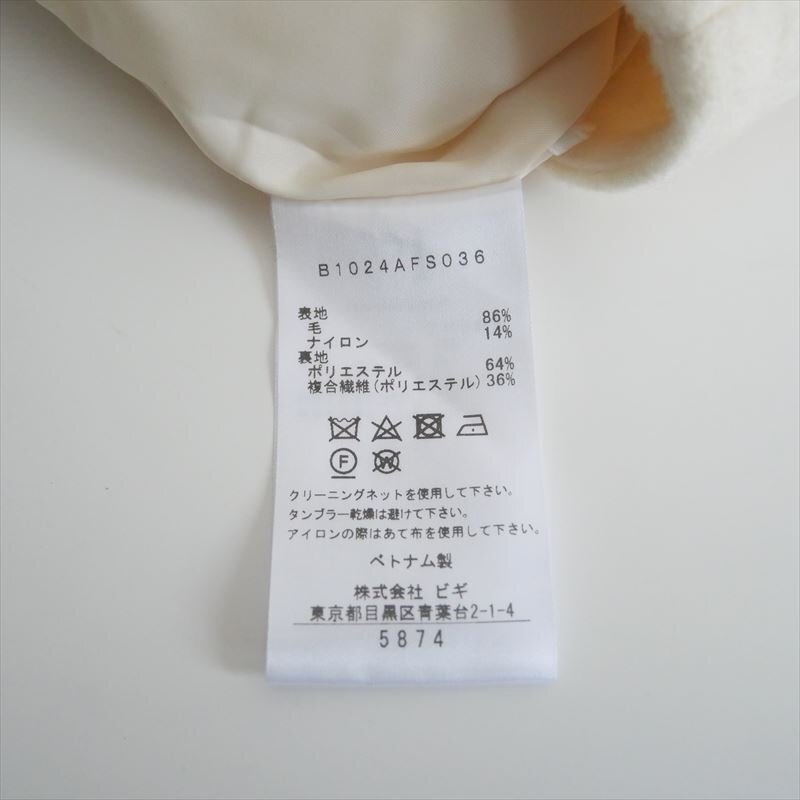 B1024AFS036
表地
毛 86%
ナイロン 14%
裏地
ポリエステル 64%
複合繊維(ポリエステル) 36%
F W
クリーニングネットを使用して下さい。
タンブラー乾燥は避けて下さい。
アイロンの際はあて布を使用して下さい。
ベトナム製
株式会社 ビギ
東京都目黒区青葉台2-1-4
5874